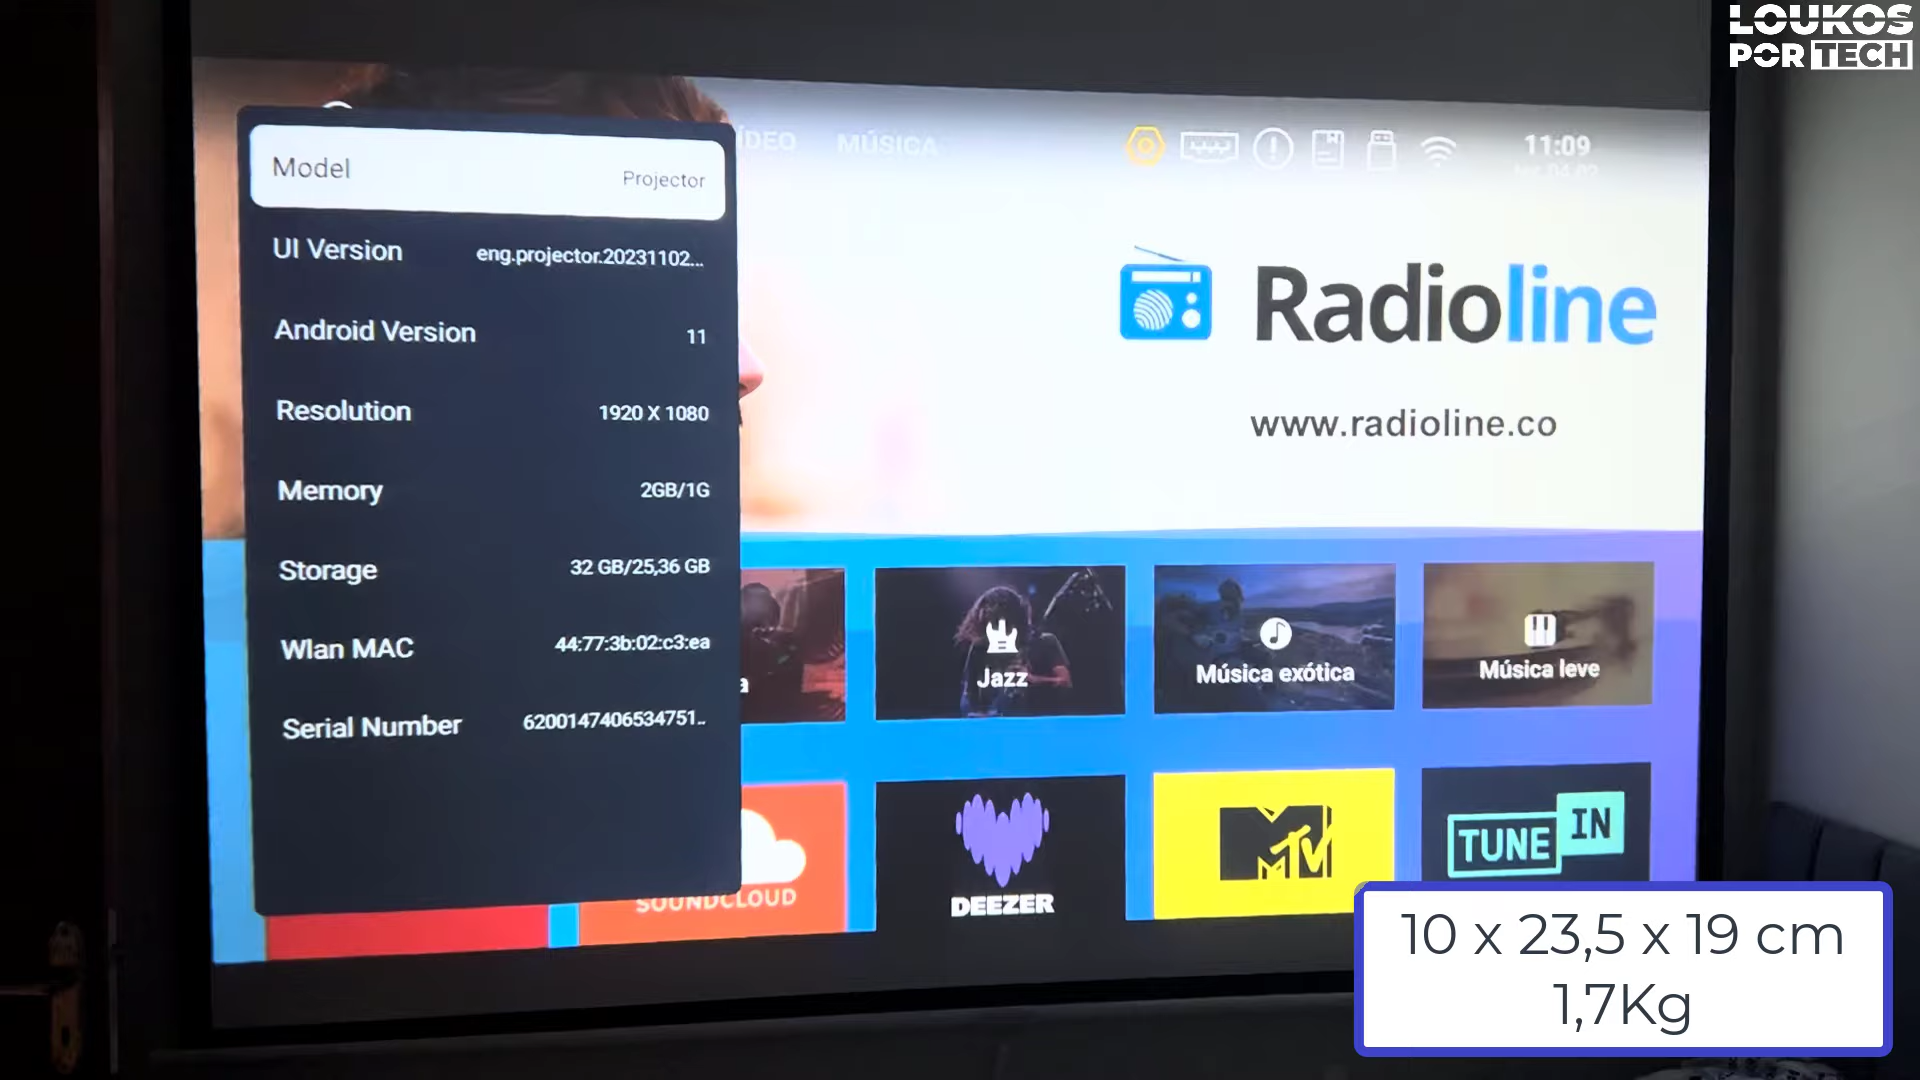 LOUKOS
POR TECH
Model Projector
UI Version eng.projector.20231102...
Android Version 11
Resolution 1920 X 1080
Memory 2GB/1G
Storage 32 GB/25,36 GB
Wlan MAC 44:77:3b:02:c3:ea
Serial Number 6200147406534751..
ÍDEO MÚSICA 11:09
Radioline
www.radioline.co
a
Jazz
Música exótica
Música leve
SOUNDCLOUD
DEEZER
MTV
TUNE IN
10 x 23,5 x 19 cm
1,7Kg